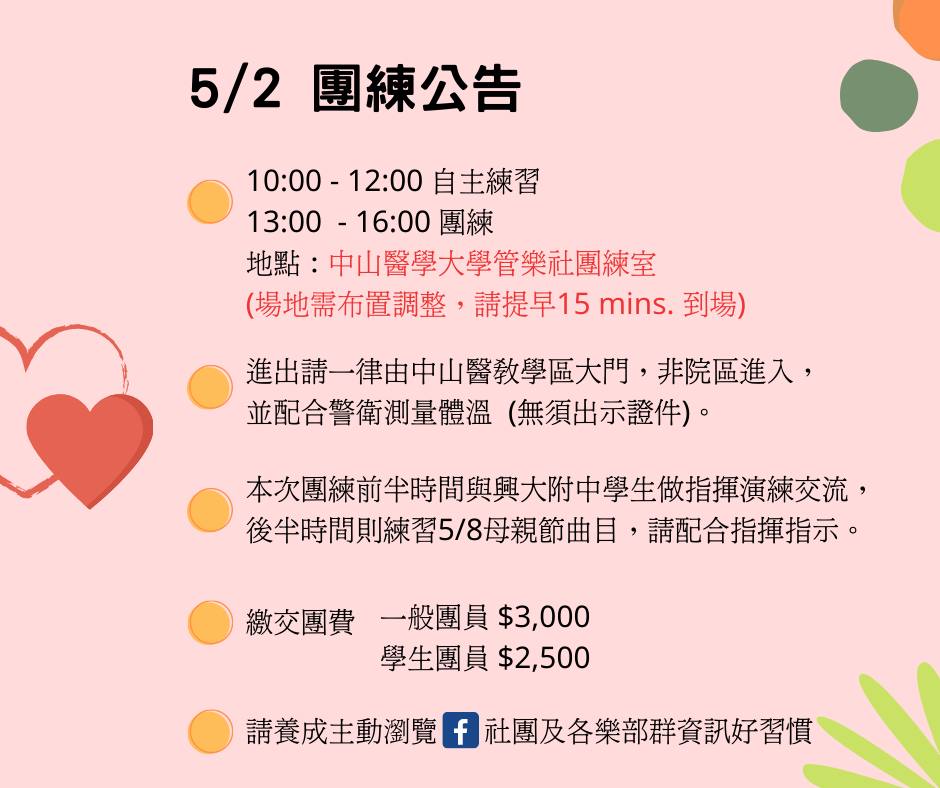 5/2 團練公告
10:00 - 12:00 自主練習
13:00 - 16:00 團練
地點：中山醫學大學管樂社團練室
(場地需布置調整，請提早15 mins. 到場)
進出請一律由中山醫教學區大門，非院區進入，
並配合警衛測量體溫 (無須出示證件)。
本次團練前半時間與興大附中學生做指揮演練交流，
後半時間則練習5/8母親節曲目，請配合指揮指示。
繳交團費 一般團員 $3,000
學生團員 $2,500
請養成主動瀏覽 f 社團及各樂部群資訊好習慣